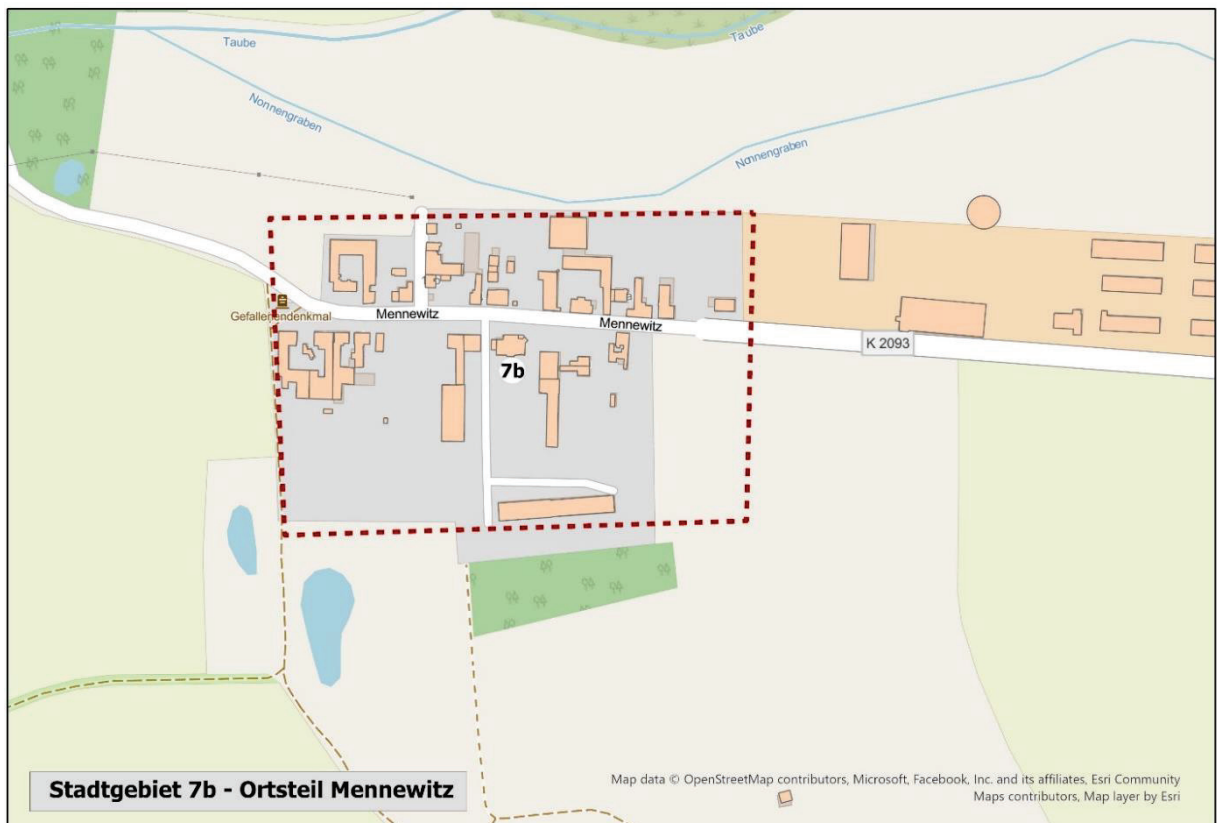 Taube
Taube
Nonnengraben
Nonnengraben
Gefallenendenkmal
Mennewitz
Mennewitz
K 2093
7b
Stadtgebiet 7b - Ortsteil Mennewitz
Map data © OpenStreetMap contributors, Microsoft, Facebook, Inc. and its affiliates, Esri Community
Maps contributors, Map layer by Esri